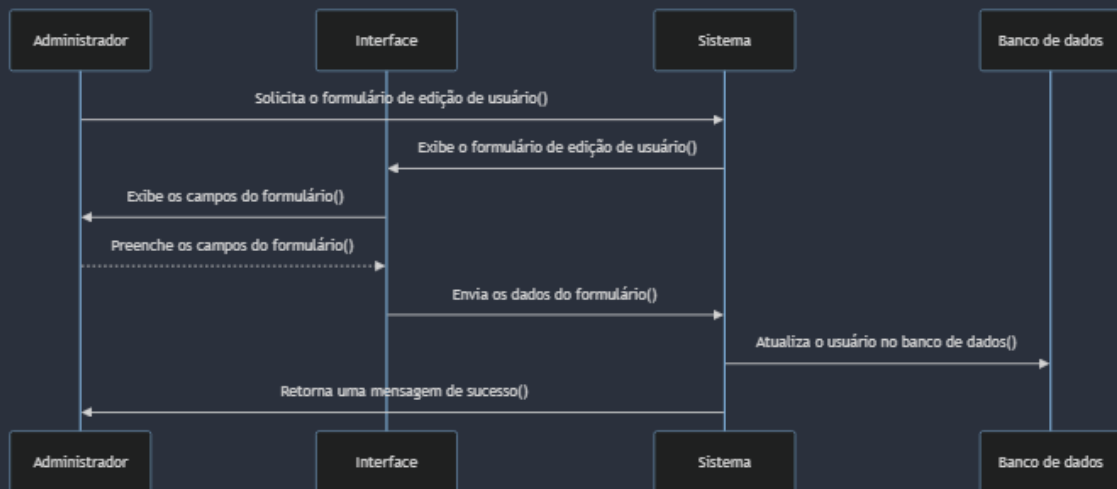 Administrador
Interface
Sistema
Banco de dados
Solicita o formulário de edição de usuário()
Exibe o formulário de edição de usuário()
Exibe os campos do formulário()
Preenche os campos do formulário()
Envia os dados do formulário()
Atualiza o usuário no banco de dados()
Retorna uma mensagem de sucesso()
Administrador
Interface
Sistema
Banco de dados